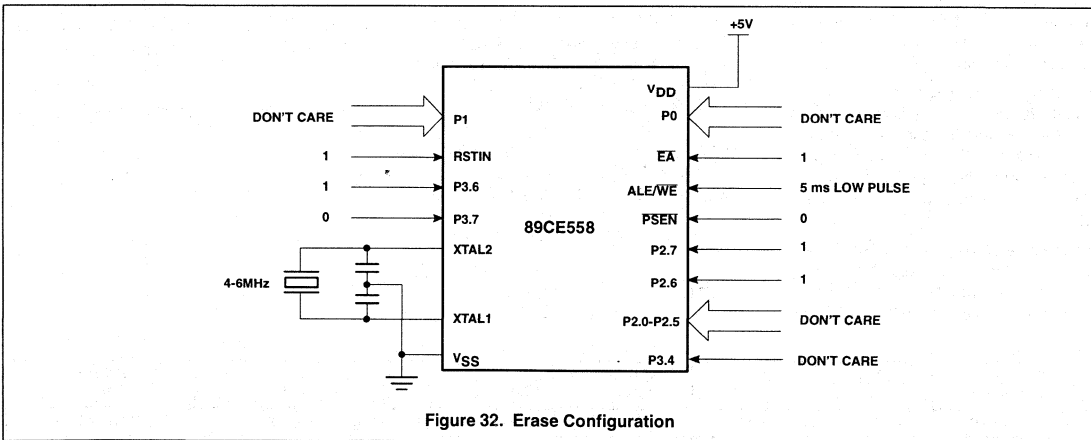 +5V
VDD
DON'T CARE
P1
P0
DON'T CARE
1
RSTIN
EA
1
1
P3.6
ALE/WE
5 ms LOW PULSE
0
P3.7
89CE558
PSEN
0
XTAL2
P2.7
1
4-6MHz
P2.6
1
XTAL1
P2.0-P2.5
DON'T CARE
VSS
P3.4
DON'T CARE
Figure 32. Erase Configuration